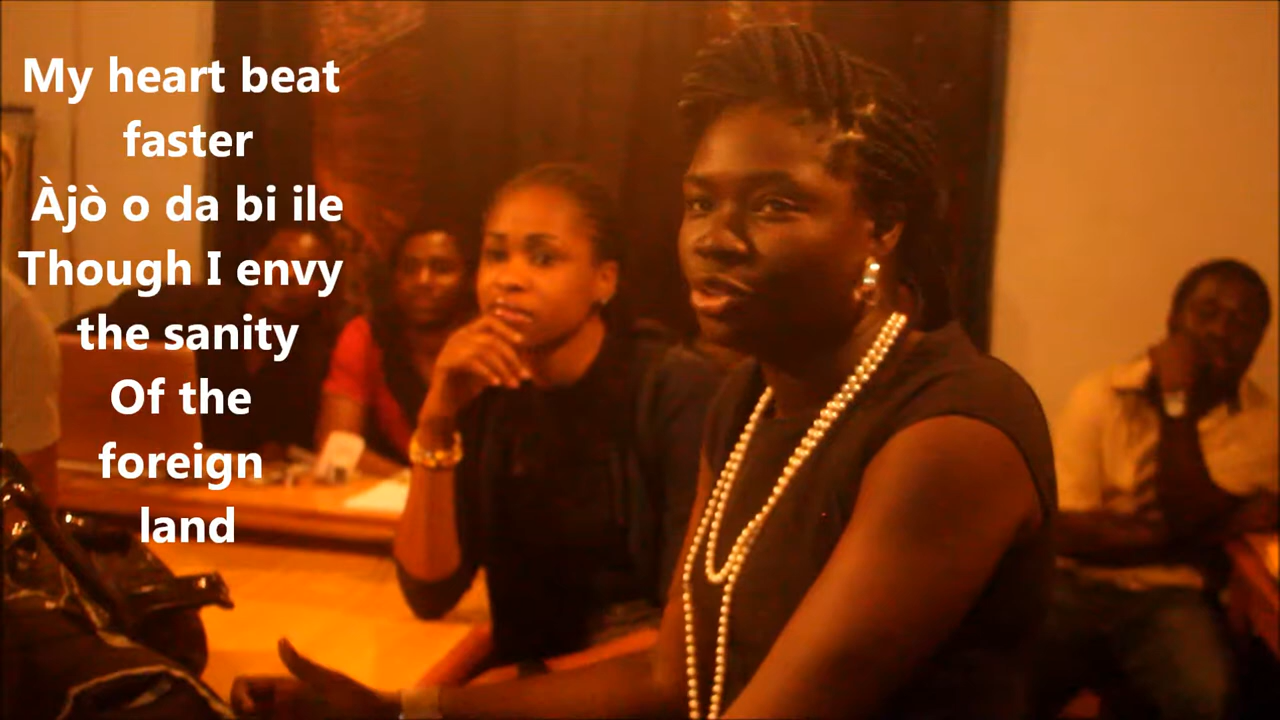 My heart beat
faster
Àjò o da bi ile
Though I envy
the sanity
Of the
foreign
land